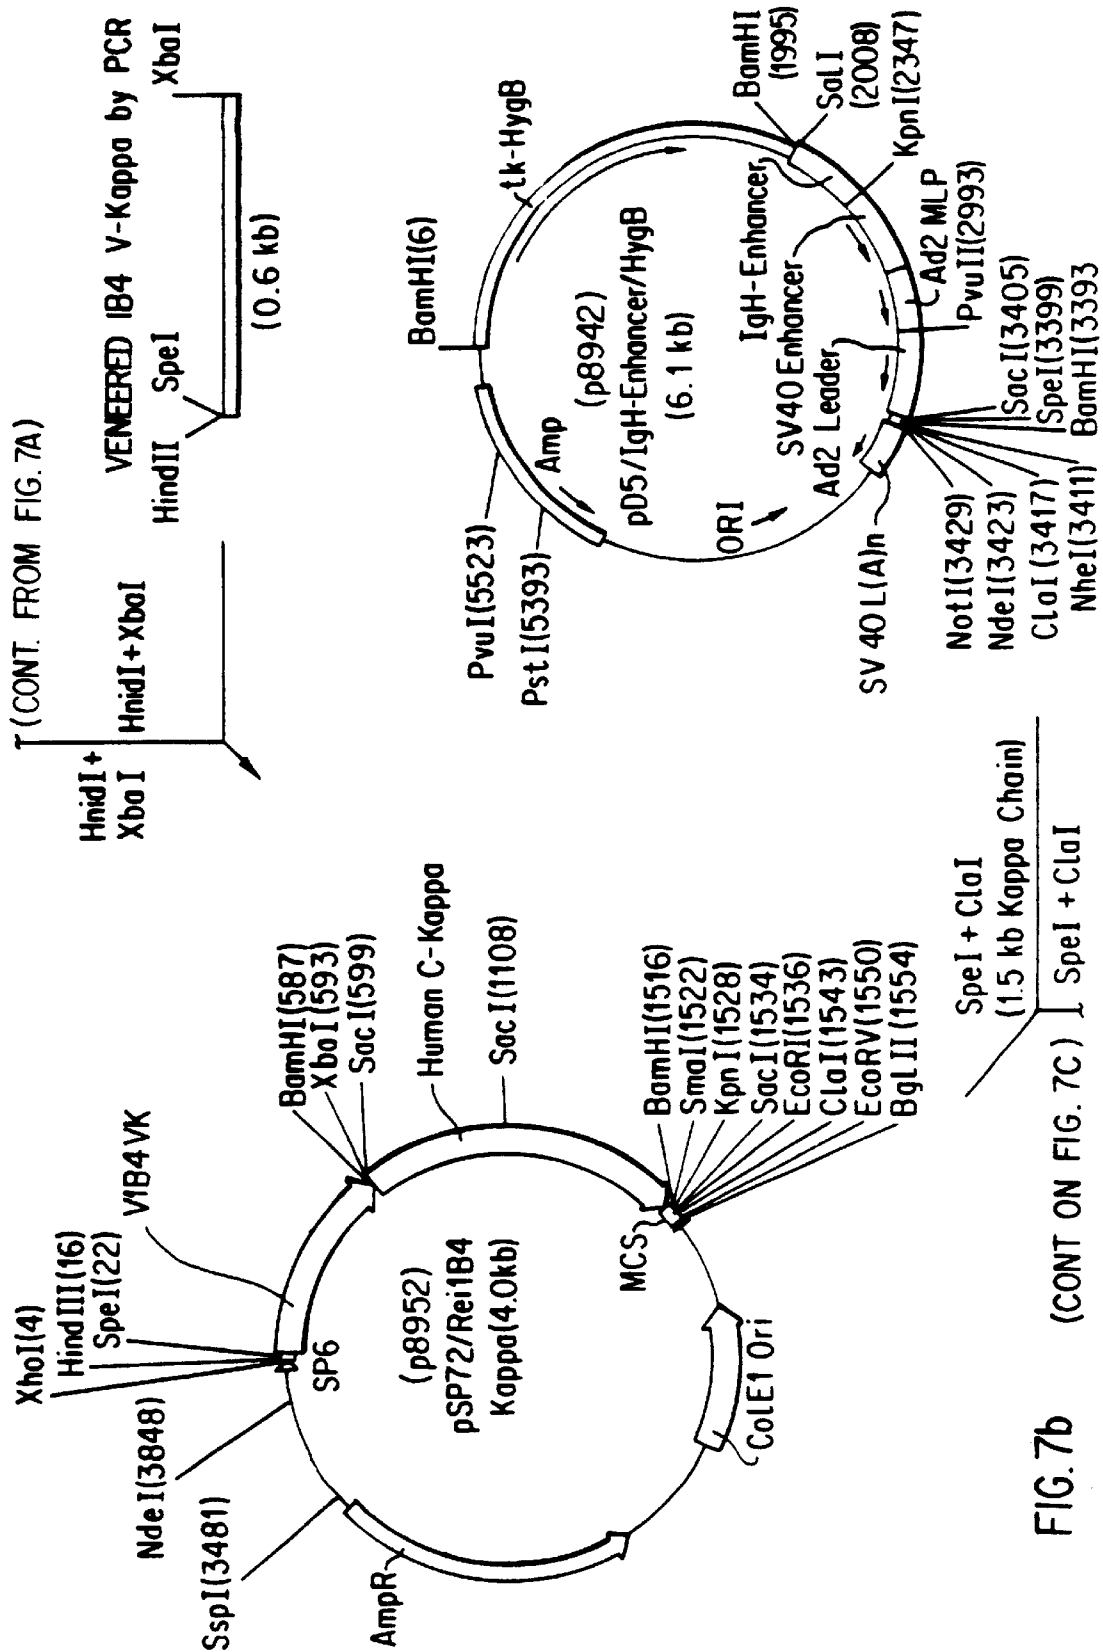 (CONT. FROM FIG. 7A)
HnidI+
XbaI
HnidI+XbaI
HindII
SpeI
VENEERED IB4 V-Kappa by PCR
XbaI
(0.6 kb)
XhoI(4)
HindIII(16)
SpeI(22)
NdeI(3848)
SspI(3481)
V1B4VK
SP6
BamHI(587)
XbaI(593)
SacI(599)
Human C-Kappa
SacI(1108)
AmpR
(p8952)
pSP72/Rei1B4
Kappa(4.0kb)
MCS
ColE1 Ori
BamHI(1516)
SmaI(1522)
KpnI(1528)
SacI(1534)
EcoRI(1536)
ClaI(1543)
EcoRV(1550)
BglII(1554)
BamHI(6)
PvuI(5523)
PstI(5393)
Amp
tk-HygB
(p8942)
pD5/IgH-Enhancer/HygB
(6.1 kb)
ORI
IgH-Enhancer
SV40 Enhancer
Ad2 Leader
BamHI
(1995)
SalI
(2008)
KpnI(2347)
Ad2 MLP
PvuII(2993)
SV40L(A)n
SacI(3405)
SpeI(3399)
BamHI(3393
NotI(3429)
NdeI(3423)
ClaI(3417)
NheI(3411)
SpeI + ClaI
(1.5 kb Kappa Chain)
SpeI + ClaI
(CONT ON FIG. 7C)
FIG. 7b